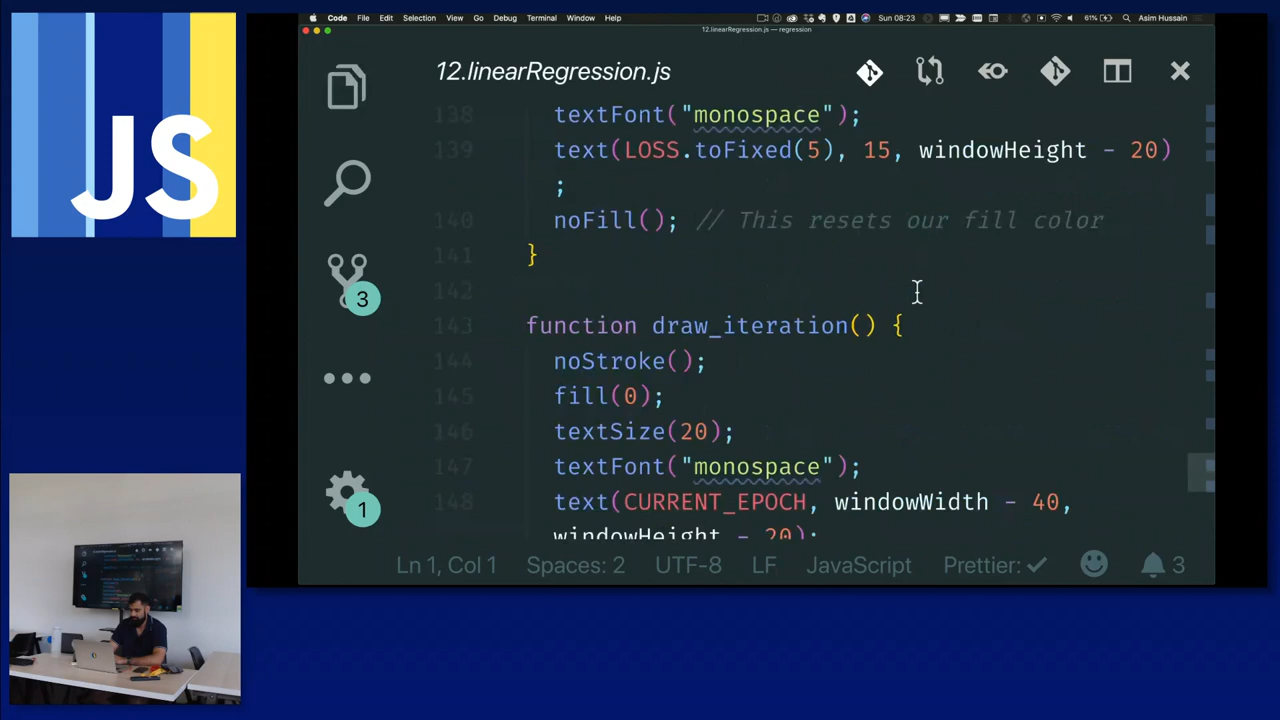 Code File Edit Selection View Go Debug Terminal Window Help Sun 08:23 61% Asim Hussain
12.linearRegression.js — regression
JS
12.linearRegression.js
138 textFont("monospace");
139 text(LOSS.toFixed(5), 15, windowHeight - 20)
;
140 noFill(); // This resets our fill color
141 }
142
143 function draw_iteration() {
144 noStroke();
145 fill(0);
146 textSize(20);
147 textFont("monospace");
148 text(CURRENT_EPOCH, windowWidth - 40,
windowHeight - 20);
3
1
Ln 1, Col 1 Spaces: 2 UTF-8 LF JavaScript Prettier: ✓ 3